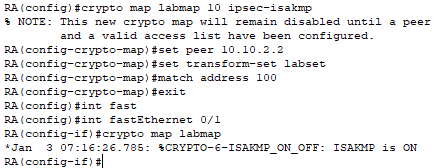 RA(config)#crypto map labmap 10 ipsec-isakmp
% NOTE: This new crypto map will remain disabled until a peer
and a valid access list have been configured.
RA(config-crypto-map)#set peer 10.10.2.2
RA(config-crypto-map)#set transform-set labset
RA(config-crypto-map)#match address 100
RA(config-crypto-map)#exit
RA(config)#int fast
RA(config)#int fastEthernet 0/1
RA(config-if)#crypto map labmap
*Jan  3 07:16:26.785: %CRYPTO-6-ISAKMP_ON_OFF: ISAKMP is ON
RA(config-if)#